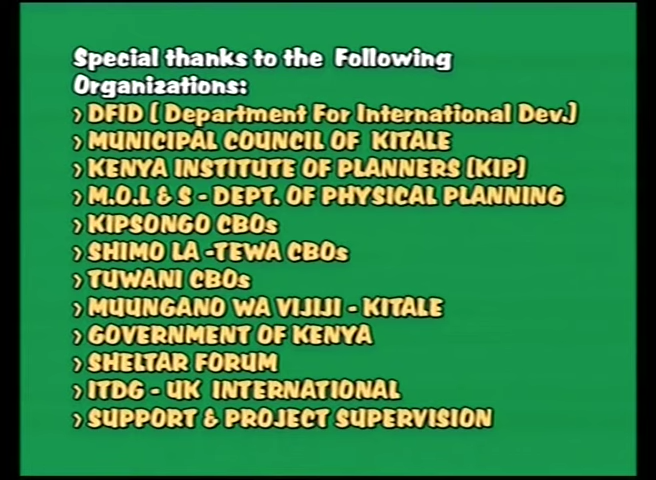 Special thanks to the Following
Organizations:
› DFID [ Department For International Dev.]
› MUNICIPAL COUNCIL OF KITALE
› KENYA INSTITUTE OF PLANNERS [KIP]
› M.O.L & S - DEPT. OF PHYSICAL PLANNING
› KIPSONGO CBOs
› SHIMO LA -TEWA CBOs
› TUWANI CBOs
› MUUNGANO WA VIJIJI - KITALE
› GOVERNMENT OF KENYA
› SHELTAR FORUM
› ITDG - UK INTERNATIONAL
› SUPPORT & PROJECT SUPERVISION